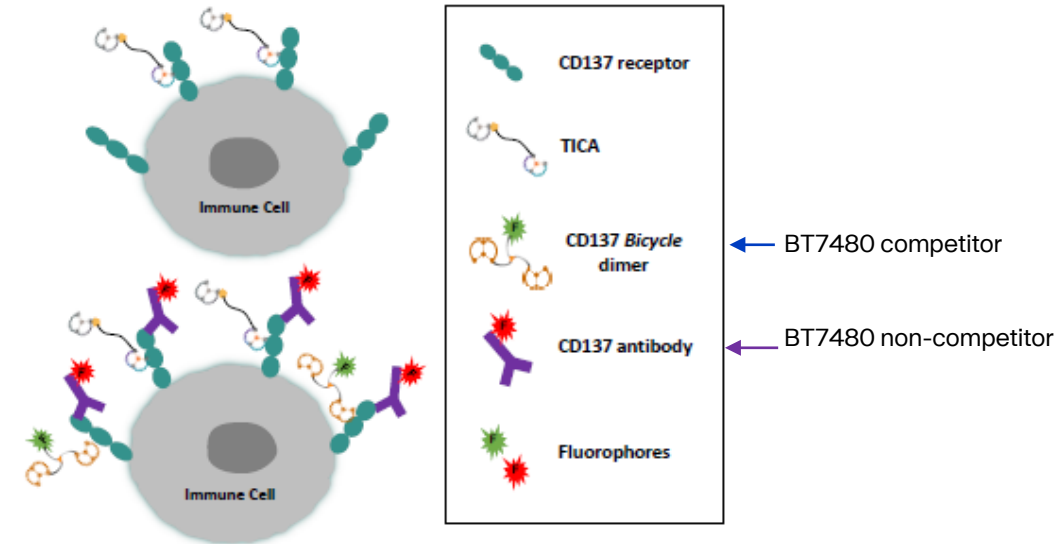 Immune Cell
Immune Cell
CD137 receptor
TICA
F
CD137 Bicycle
dimer
F
CD137 antibody
F
F
Fluorophores
BT7480 competitor
BT7480 non-competitor